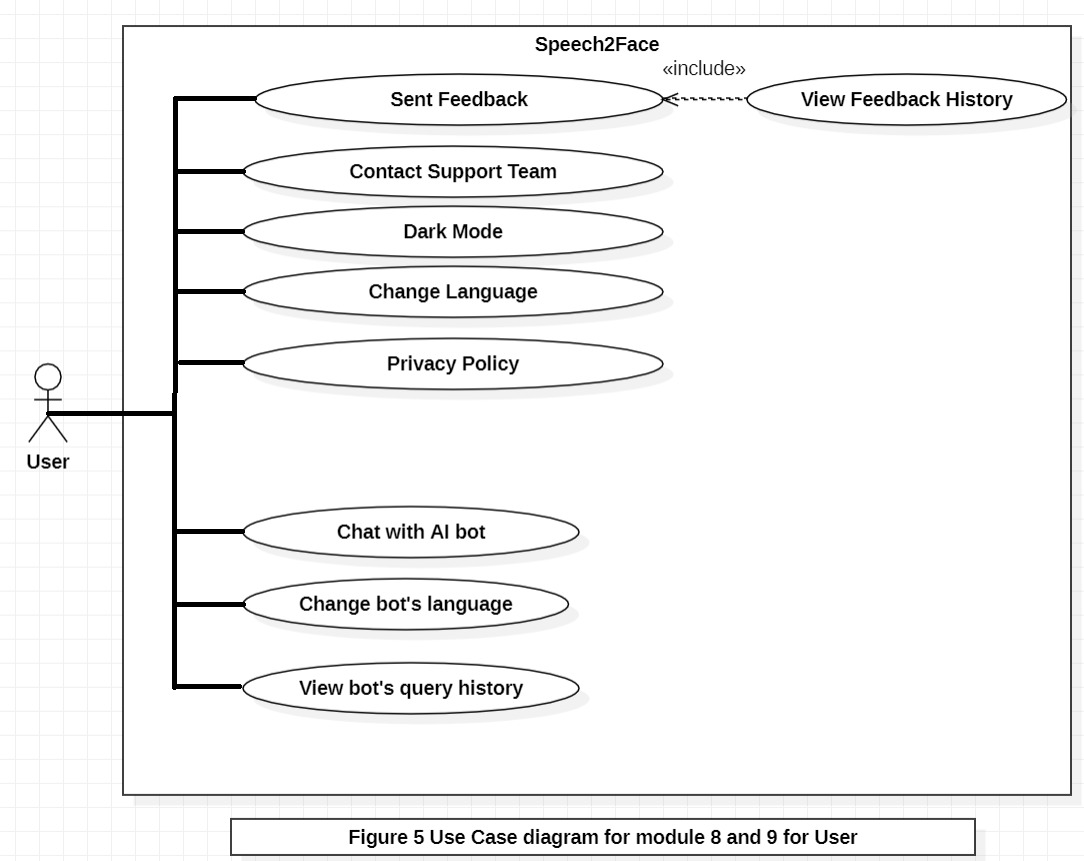 Speech2Face
«include»
Sent Feedback
View Feedback History
Contact Support Team
Dark Mode
Change Language
Privacy Policy
User
Chat with AI bot
Change bot's language
View bot's query history
Figure 5 Use Case diagram for module 8 and 9 for User